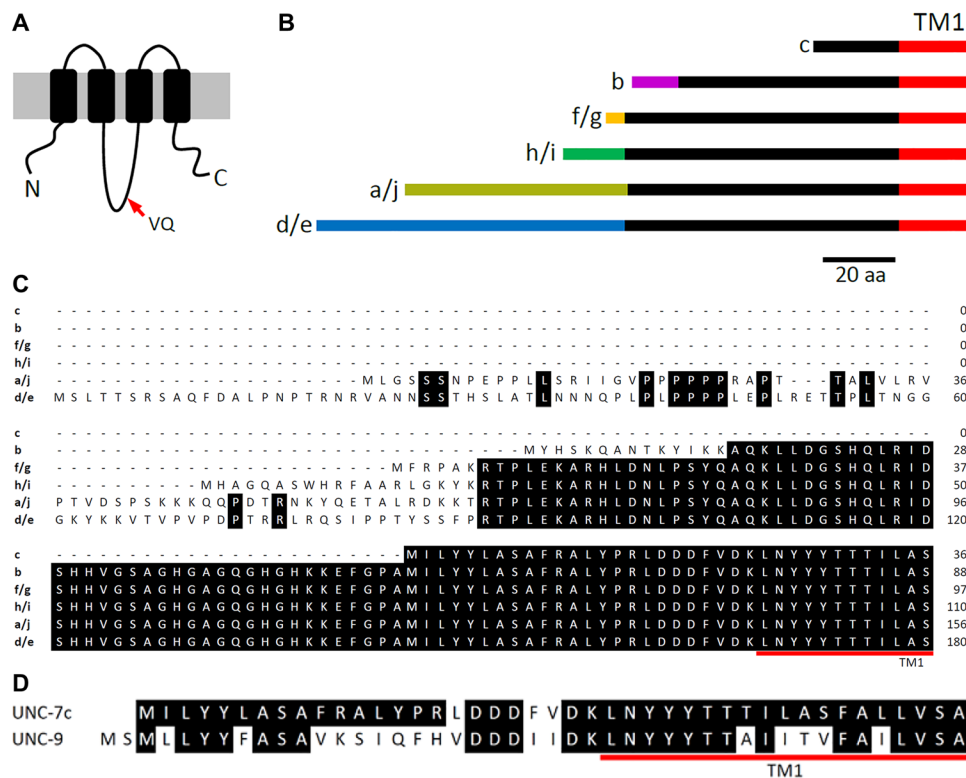 A
N
C
VQ
B
TM1
c
b
f/g
h/i
a/j
d/e
20 aa
C
c - - - - - - - - - - - - - - - - - - - - - - - - - - - - - - - - - - - - - - - - - - - - - - - - - - - - - - - - - - - - 0
b - - - - - - - - - - - - - - - - - - - - - - - - - - - - - - - - - - - - - - - - - - - - - - - - - - - - - - - - - - - - 0
f/g - - - - - - - - - - - - - - - - - - - - - - - - - - - - - - - - - - - - - - - - - - - - - - - - - - - - - - - - - - - - 0
h/i - - - - - - - - - - - - - - - - - - - - - - - - - - - - - - - - - - - - - - - - - - - - - - - - - - - - - - - - - - - - 0
a/j - - - - - - - - - - - - - - - - - - - - - M L G S S S N P E P P L L S R I I G V P P P P P P R A P T - - - T A L V L R V 36
d/e M S L T T S R S A Q F D A L P N P T R N R V A N N S S T H S L A T L N N N Q P L P L P P P P L E P L R E T T P L T N G G 60
c - - - - - - - - - - - - - - - - - - - - - - - - - - - - - - - - - - - - - - - - - - - - - - - - - - - - - - - - - - - - 0
b - - - - - - - - - - - - - - - - - - - - - - - - - - - - - - - - M Y H S K Q A N T K Y I K K A Q K L L D G S H Q L R I D 28
f/g - - - - - - - - - - - - - - - - - - - - - - - M F R P A K R T P L E K A R H L D N L P S Y Q A Q K L L D G S H Q L R I D 37
h/i - - - - - - - - - - M H A G Q A S W H R F A A R L G K Y K R T P L E K A R H L D N L P S Y Q A Q K L L D G S H Q L R I D 50
a/j P T V D S P S K K K Q Q P D T R N K Y Q E T A L R D K K T R T P L E K A R H L D N L P S Y Q A Q K L L D G S H Q L R I D 96
d/e G K Y K K V T V P V P D P T R R L R Q S I P P T Y S S F P R T P L E K A R H L D N L P S Y Q A Q K L L D G S H Q L R I D 120
c - - - - - - - - - - - - - - - - - - - - - - - - M I L Y Y L A S A F R A L Y P R L D D D F V D K L N Y Y Y T T T I L A S 36
b S H H V G S A G H G A G Q G H G H K K E F G P A M I L Y Y L A S A F R A L Y P R L D D D F V D K L N Y Y Y T T T I L A S 88
f/g S H H V G S A G H G A G Q G H G H K K E F G P A M I L Y Y L A S A F R A L Y P R L D D D F V D K L N Y Y Y T T T I L A S 97
h/i S H H V G S A G H G A G Q G H G H K K E F G P A M I L Y Y L A S A F R A L Y P R L D D D F V D K L N Y Y Y T T T I L A S 110
a/j S H H V G S A G H G A G Q G H G H K K E F G P A M I L Y Y L A S A F R A L Y P R L D D D F V D K L N Y Y Y T T T I L A S 156
d/e S H H V G S A G H G A G Q G H G H K K E F G P A M I L Y Y L A S A F R A L Y P R L D D D F V D K L N Y Y Y T T T I L A S 180
TM1
D
UNC-7c M I L Y Y L A S A F R A L Y P R L D D D F V D K L N Y Y Y T T T I L A S F A L L V S A
UNC-9 M S M L L Y Y F A S A V K S I Q F H V D D D I I D K L N Y Y Y T T A I I T V F A I L V S A
TM1